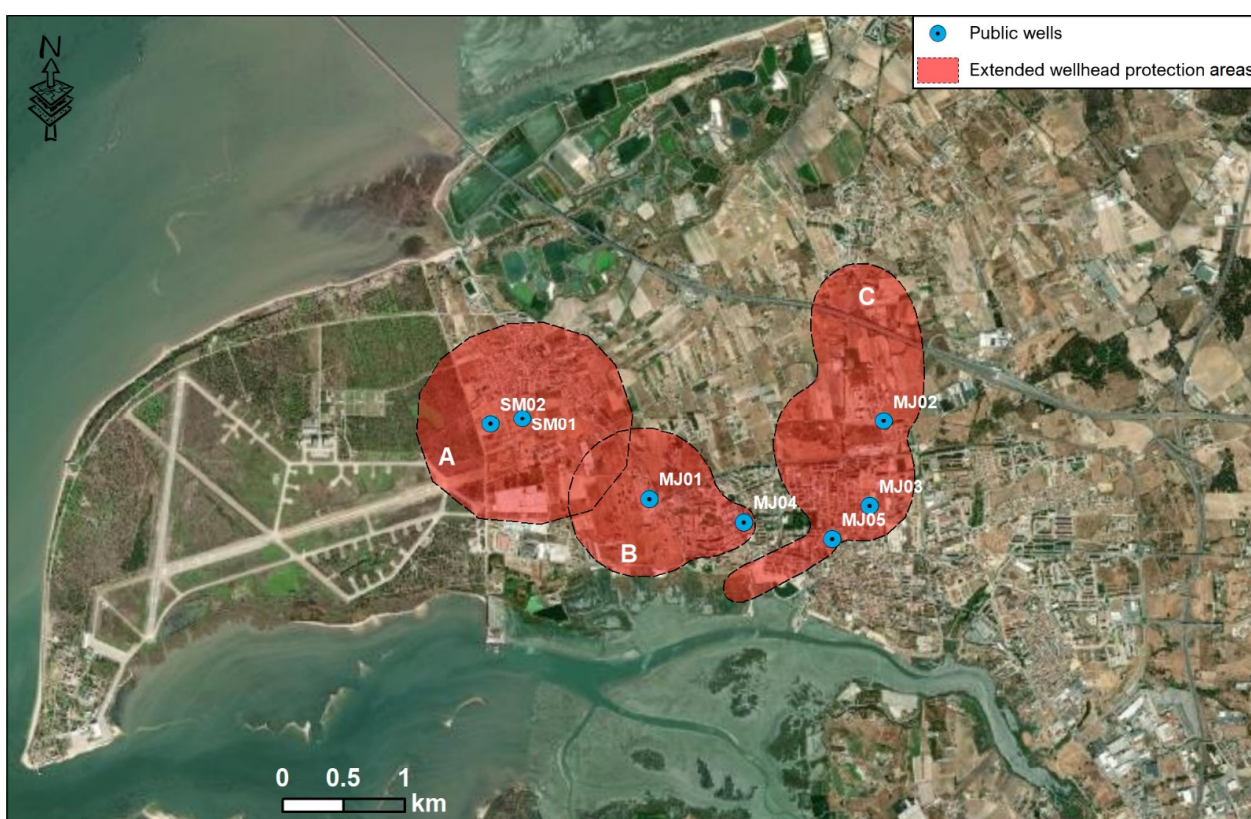 N
Public wells
Extended wellhead protection areas
C
MJ02
SM02
SM01
A
MJ01
MJ03
MJ04
MJ05
B
0 0.5 1
km